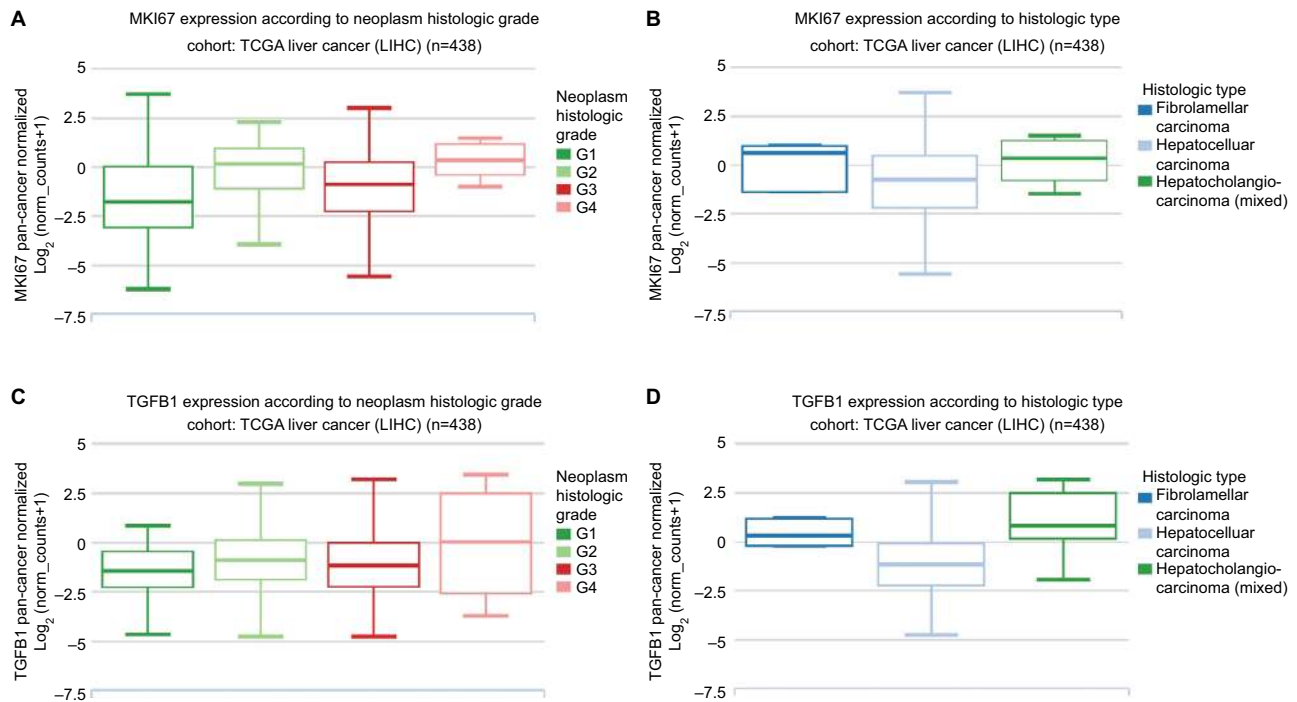 A
MKI67 expression according to neoplasm histologic grade
cohort: TCGA liver cancer (LIHC) (n=438)
MKI67 pan-cancer normalized
Log2 (norm_counts+1)
5
2.5
0
–2.5
–5
–7.5
Neoplasm
histologic
grade
G1
G2
G3
G4
B
MKI67 expression according to histologic type
cohort: TCGA liver cancer (LIHC) (n=438)
MKI67 pan-cancer normalized
Log2 (norm_counts+1)
5
2.5
0
–2.5
–5
–7.5
Histologic type
Fibrolamellar
carcinoma
Hepatocelluar
carcinoma
Hepatocholangio-
carcinoma (mixed)
C
TGFB1 expression according to neoplasm histologic grade
cohort: TCGA liver cancer (LIHC) (n=438)
TGFB1 pan-cancer normalized
Log2 (norm_counts+1)
5
2.5
0
–2.5
–5
–7.5
Neoplasm
histologic
grade
G1
G2
G3
G4
D
TGFB1 expression according to histologic type
cohort: TCGA liver cancer (LIHC) (n=438)
TGFB1 pan-cancer normalized
Log2 (norm_counts+1)
5
2.5
0
–2.5
–5
–7.5
Histologic type
Fibrolamellar
carcinoma
Hepatocelluar
carcinoma
Hepatocholangio-
carcinoma (mixed)